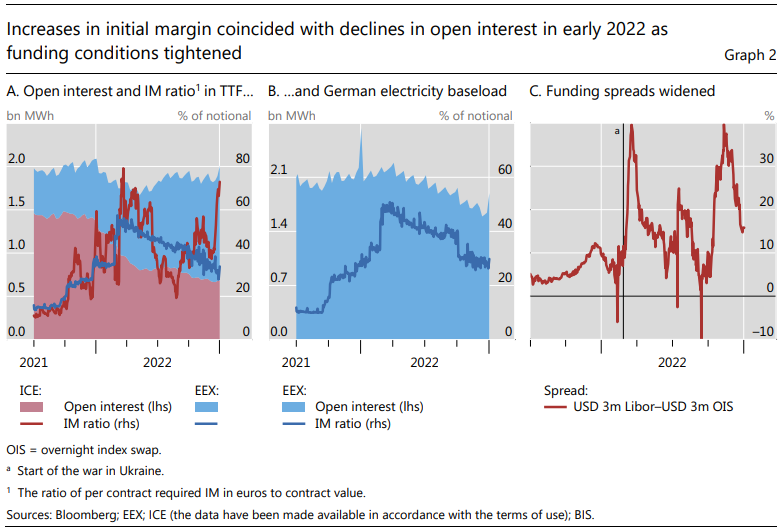 Increases in initial margin coincided with declines in open interest in early 2022 as
funding conditions tightened
Graph 2
A. Open interest and IM ratio¹ in TTF…
B. …and German electricity baseload
C. Funding spreads widened
bn MWh
% of notional
2.0
1.5
1.0
0.5
0.0
80
60
40
20
0
2021
2022
bn MWh
% of notional
2.1
1.4
0.7
0.0
60
40
20
0
2021
2022
%
a
30
20
10
0
–10
2022
ICE:
EEX:
Open interest (lhs)
IM ratio (rhs)
EEX:
Open interest (lhs)
IM ratio (rhs)
Spread:
USD 3m Libor–USD 3m OIS
OIS = overnight index swap.
ᵃ Start of the war in Ukraine.
¹ The ratio of per contract required IM in euros to contract value.
Sources: Bloomberg; EEX; ICE (the data have been made available in accordance with the terms of use); BIS.